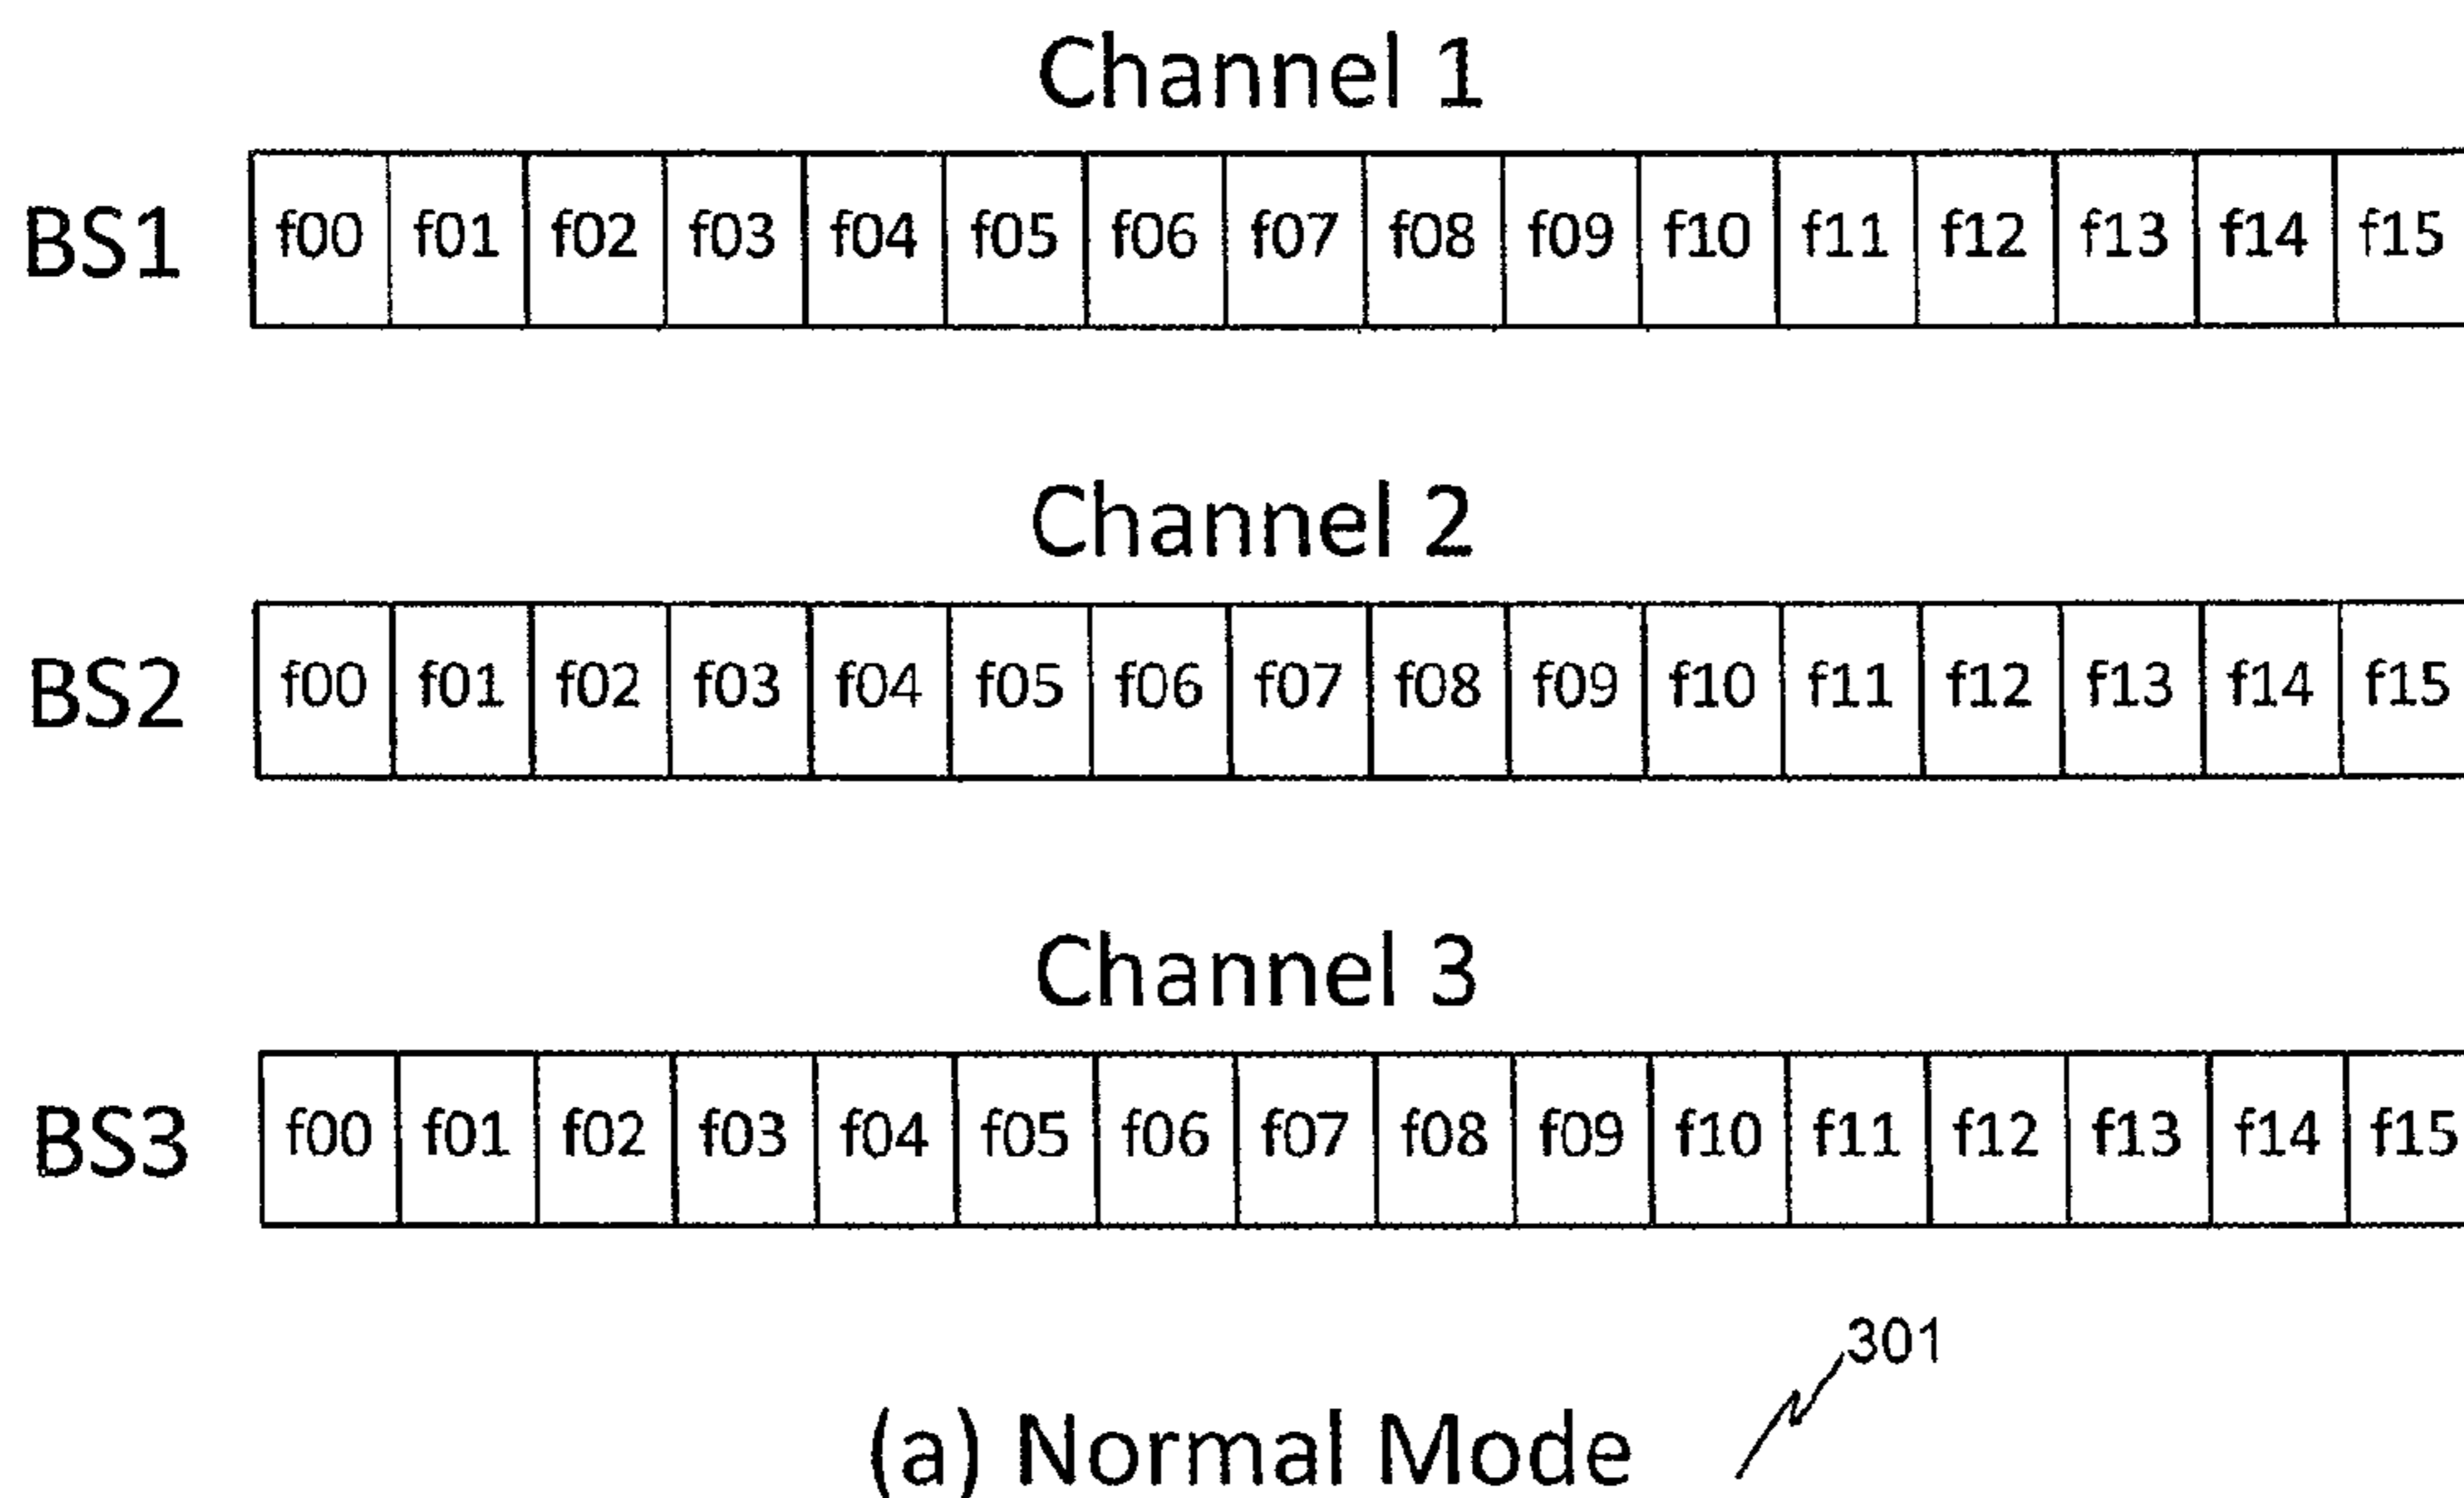 Channel 1
BS1 f00 f01 f02 f03 f04 f05 f06 f07 f08 f09 f10 f11 f12 f13 f14 f15
Channel 2
BS2 f00 f01 f02 f03 f04 f05 f06 f07 f08 f09 f10 f11 f12 f13 f14 f15
Channel 3
BS3 f00 f01 f02 f03 f04 f05 f06 f07 f08 f09 f10 f11 f12 f13 f14 f15
301
(a) Normal Mode